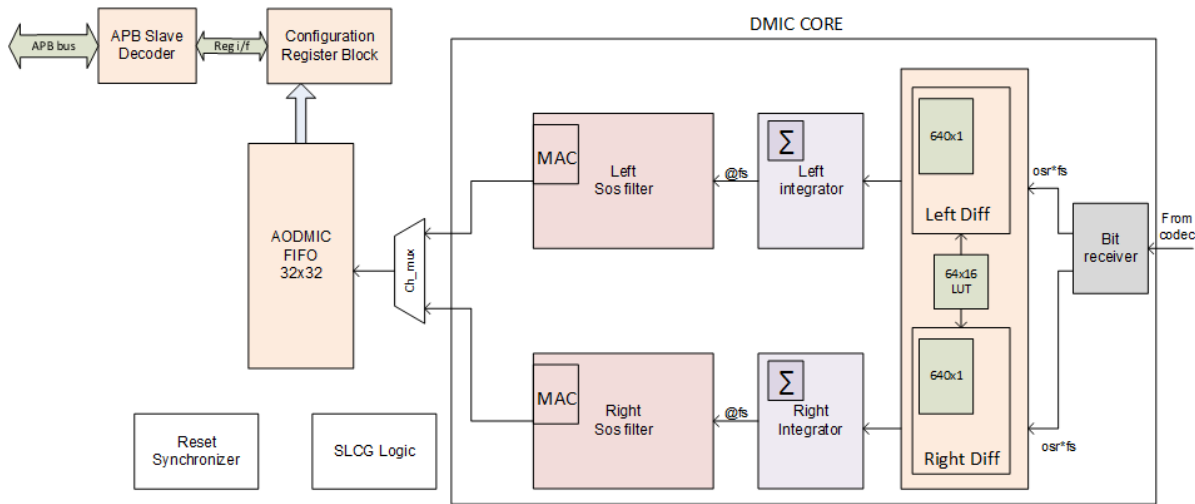 DMIC CORE
APB bus
APB Slave
Decoder
Reg i/f
Configuration
Register Block
AODMIC
FIFO
32x32
Ch_mux
MAC
Left
Sos filter
@fs
Σ
Left
integrator
640x1
Left Diff
64x16
LUT
osr*fs
Bit
receiver
From
codec
MAC
Right
Sos filter
@fs
Σ
Right
Integrator
640x1
Right Diff
osr*fs
Reset
Synchronizer
SLCG Logic